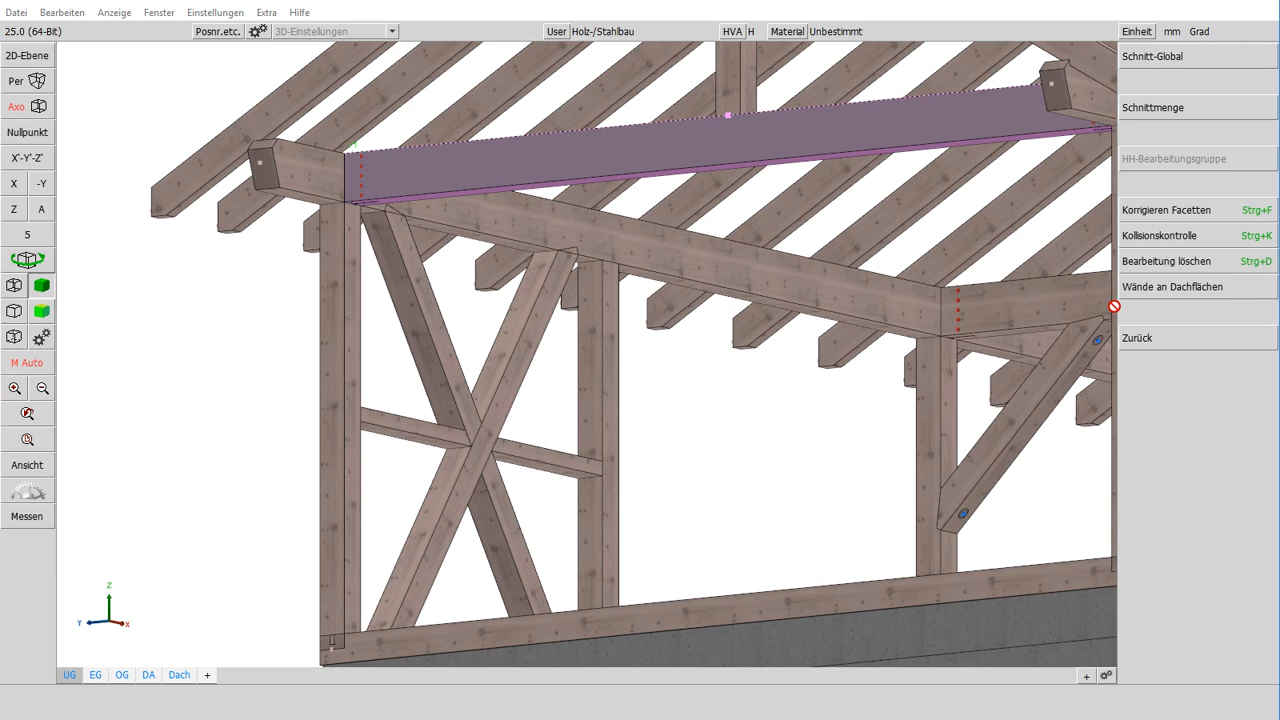 Datei Bearbeiten Anzeige Fenster Einstellungen Extra Hilfe
25.0 (64-Bit) Posnr.etc. 3D-Einstellungen User Holz-/Stahlbau HVA H Material Unbestimmt Einheit mm Grad
2D-Ebene
Per
Axo
Nullpunkt
X'-Y'-Z'
X -Y
Z A
5
M Auto
Ansicht
Messen
Schnitt-Global
Schnittmenge
HH-Bearbeitungsgruppe
Korrigieren Facetten Strg+F
Kollisionskontrolle Strg+K
Bearbeitung löschen Strg+D
Wände an Dachflächen
Zurück
Z
Y
X
UG EG OG DA Dach +
+